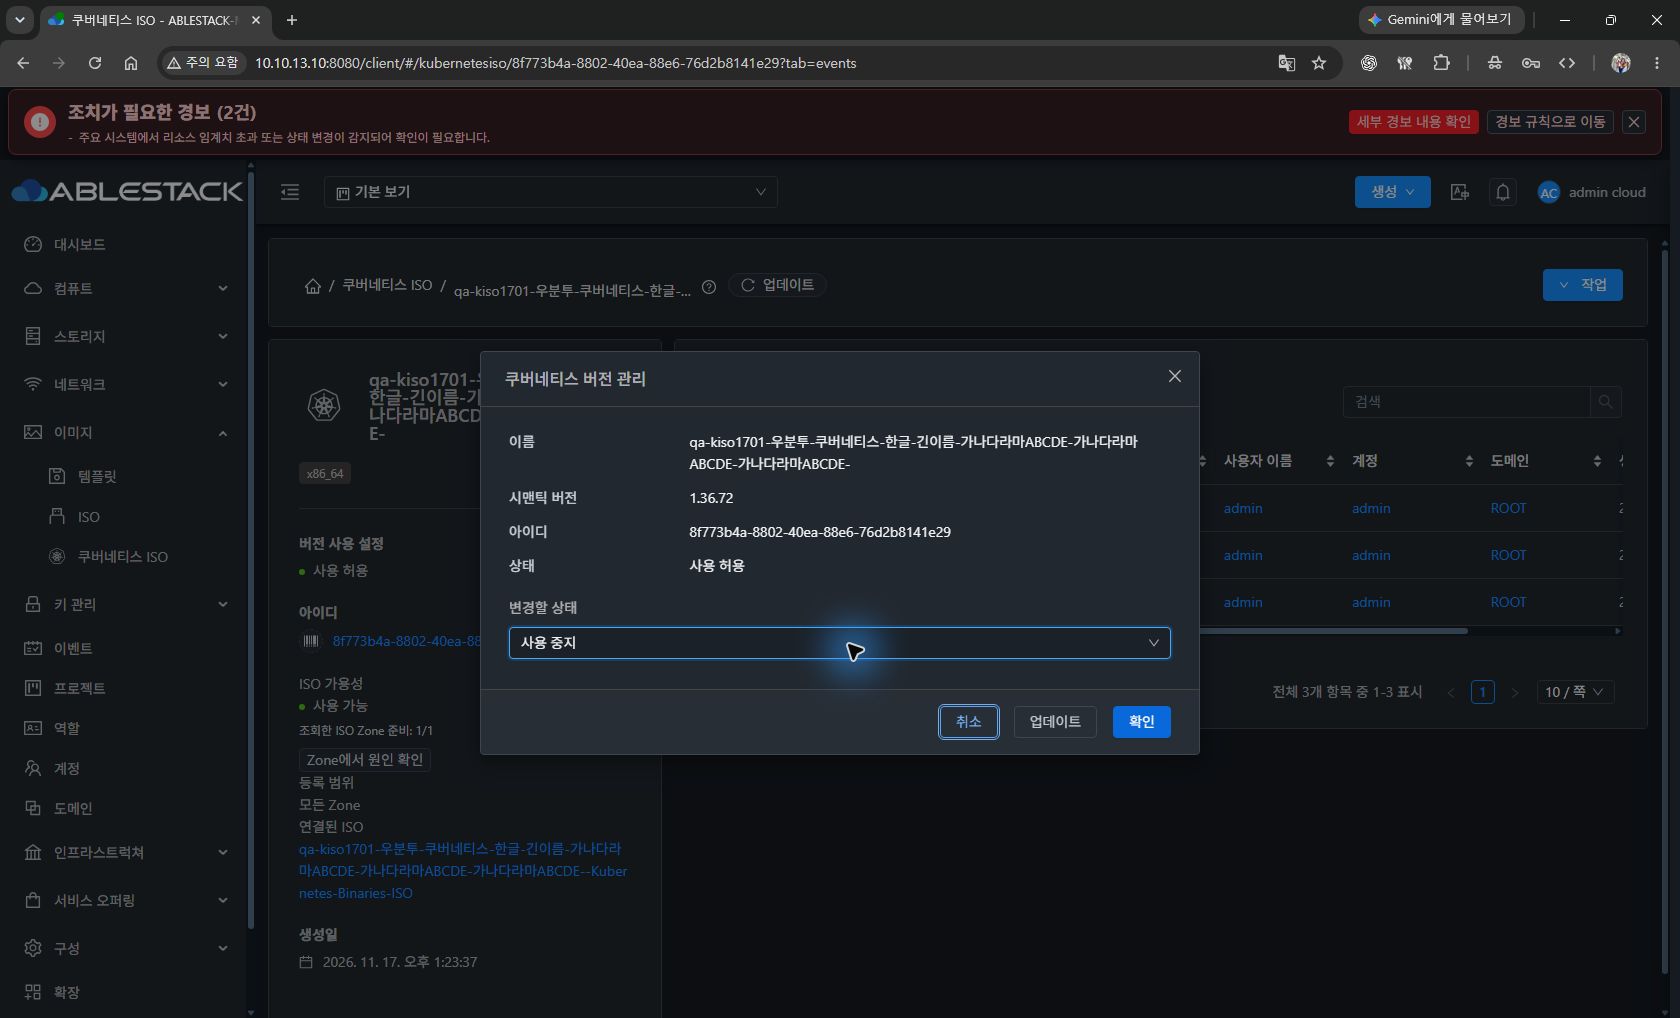 쿠버네티스 ISO - ABLESTACK-
Gemini에게 물어보기
주의 요함
10.10.13.10:8080/client/#/kubernetesiso/8f773b4a-8802-40ea-88e6-76d2b8141e29?tab=events
조치가 필요한 경보 (2건)
- 주요 시스템에서 리소스 임계치 초과 또는 상태 변경이 감지되어 확인이 필요합니다.
세부 경보 내용 확인
경보 규칙으로 이동
ABLESTACK
기본 보기
생성
AC
admin cloud
대시보드
컴퓨트
스토리지
네트워크
이미지
템플릿
ISO
쿠버네티스 ISO
키 관리
이벤트
프로젝트
역할
계정
도메인
인프라스트럭쳐
서비스 오퍼링
구성
확장
/ 쿠버네티스 ISO / qa-kiso1701-우분투-쿠버네티스-한글-...
업데이트
작업
qa-kiso1701-
한글-긴이름-가
나다라마ABCD
E-
x86_64
버전 사용 설정
사용 허용
아이디
8f773b4a-8802-40ea-88
ISO 가용성
사용 가능
조회한 ISO Zone 준비: 1/1
Zone에서 원인 확인
등록 범위
모든 Zone
연결된 ISO
qa-kiso1701-우분투-쿠버네티스-한글-긴이름-가나다라
마ABCDE-가나다라마ABCDE-가나다라마ABCDE--Kuber
netes-Binaries-ISO
생성일
2026. 11. 17. 오후 1:23:37
쿠버네티스 버전 관리
이름
qa-kiso1701-우분투-쿠버네티스-한글-긴이름-가나다라마ABCDE-가나다라마
ABCDE-가나다라마ABCDE-
시맨틱 버전
1.36.72
아이디
8f773b4a-8802-40ea-88e6-76d2b8141e29
상태
사용 허용
변경할 상태
사용 중지
취소
업데이트
확인
검색
사용자 이름
계정
도메인
admin
admin
ROOT
2
admin
admin
ROOT
2
admin
admin
ROOT
2
전체 3개 항목 중 1-3 표시
1
10 / 쪽